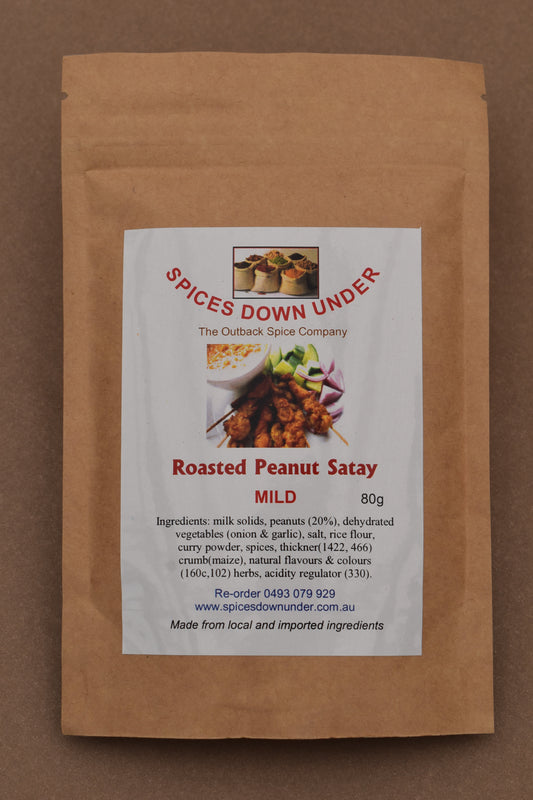 SPICES DOWN UNDER
The Outback Spice Company
Roasted Peanut Satay
MILD 80g
Ingredients: milk solids, peanuts (20%), dehydrated
vegetables (onion & garlic), salt, rice flour,
curry powder, spices, thickner(1422, 466)
crumb(maize), natural flavours & colours
(160c,102) herbs, acidity regulator (330).
Re-order 0493 079 929
www.spicesdownunder.com.au
Made from local and imported ingredients